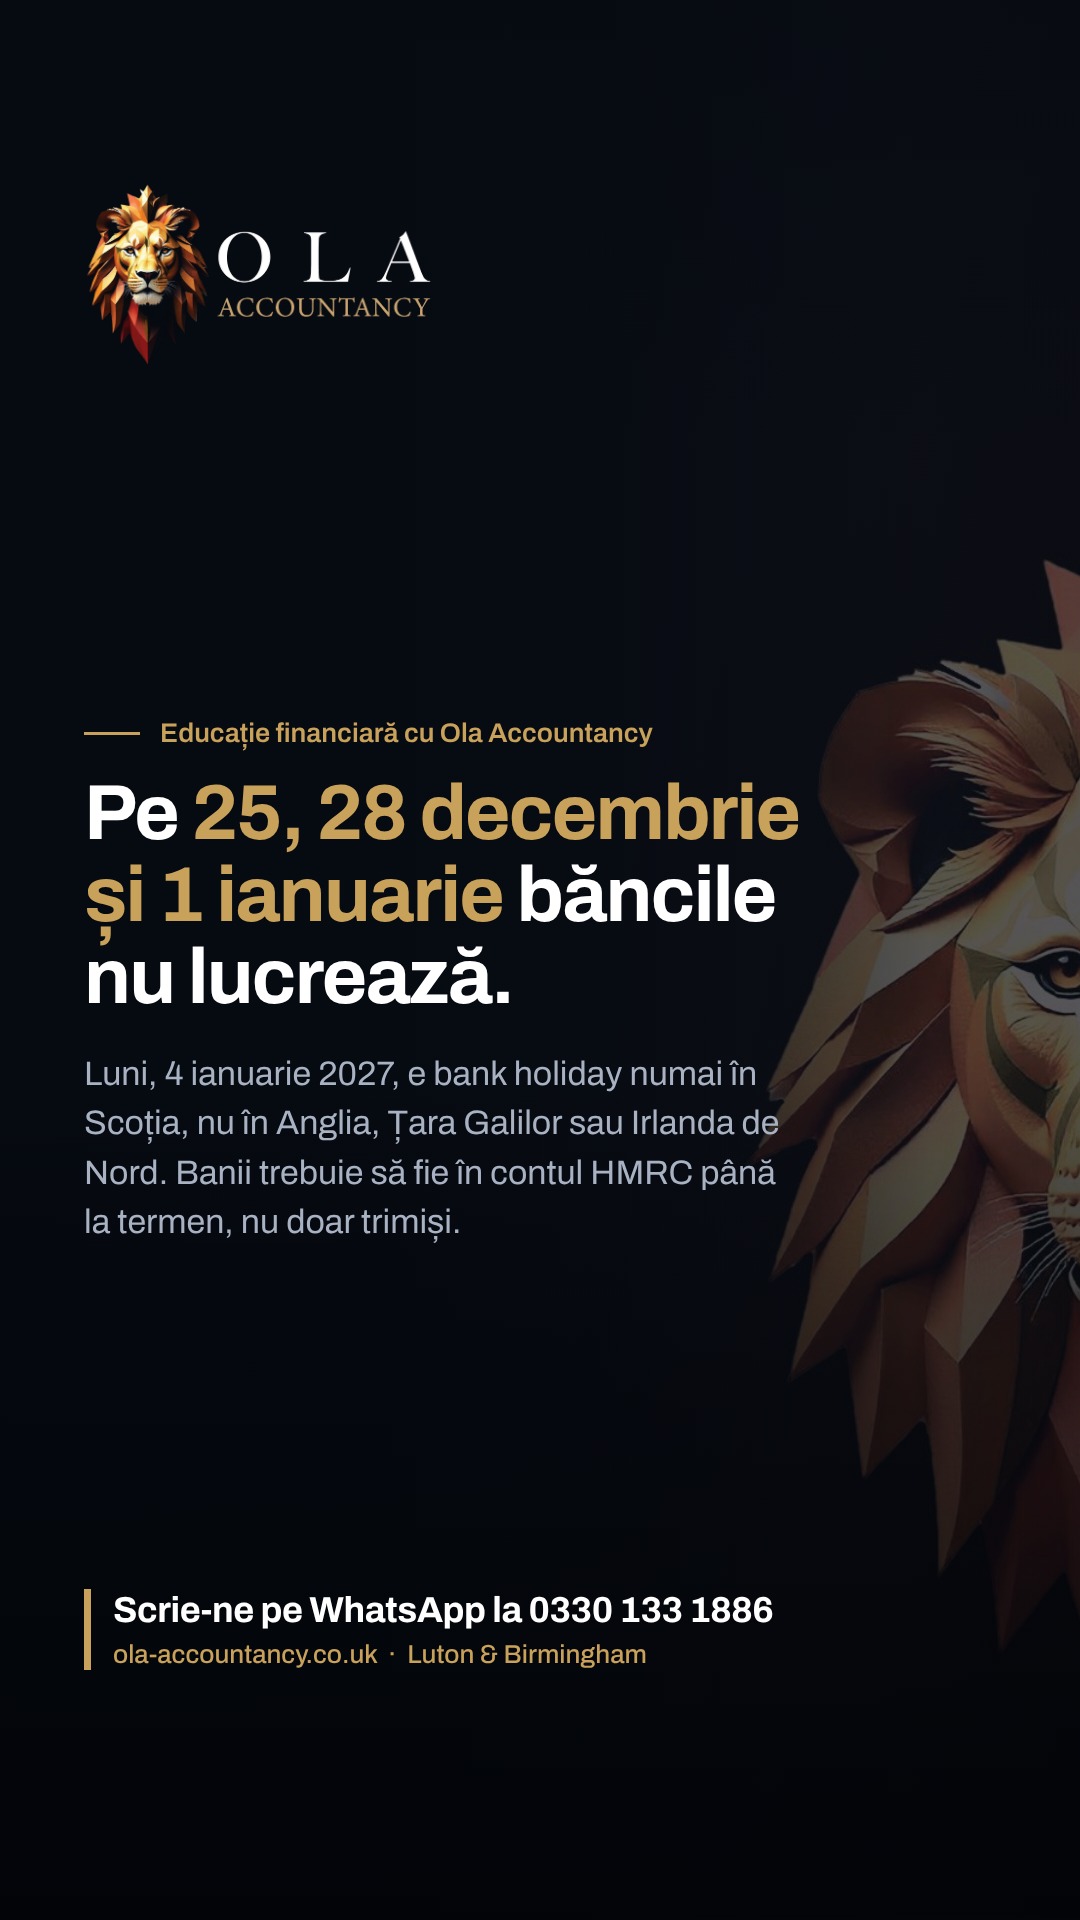 OLA
ACCOUNTANCY
Educație financiară cu Ola Accountancy
Pe 25, 28 decembrie
și 1 ianuarie băncile
nu lucrează.
Luni, 4 ianuarie 2027, e bank holiday numai în
Scoția, nu în Anglia, Țara Galilor sau Irlanda de
Nord. Banii trebuie să fie în contul HMRC până
la termen, nu doar trimiși.
Scrie-ne pe WhatsApp la 0330 133 1886
ola-accountancy.co.uk · Luton & Birmingham